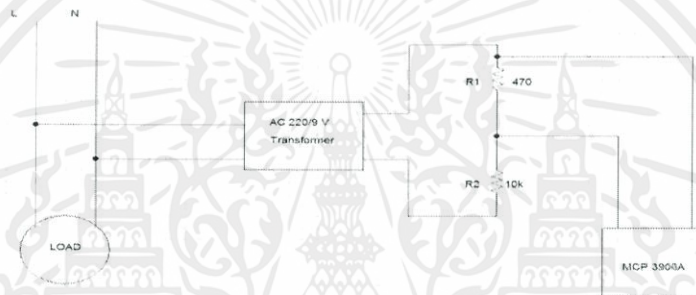 L N
AC 220/9 V
Transformer
R1 470
R2 10k
LOAD
MCP 3906A